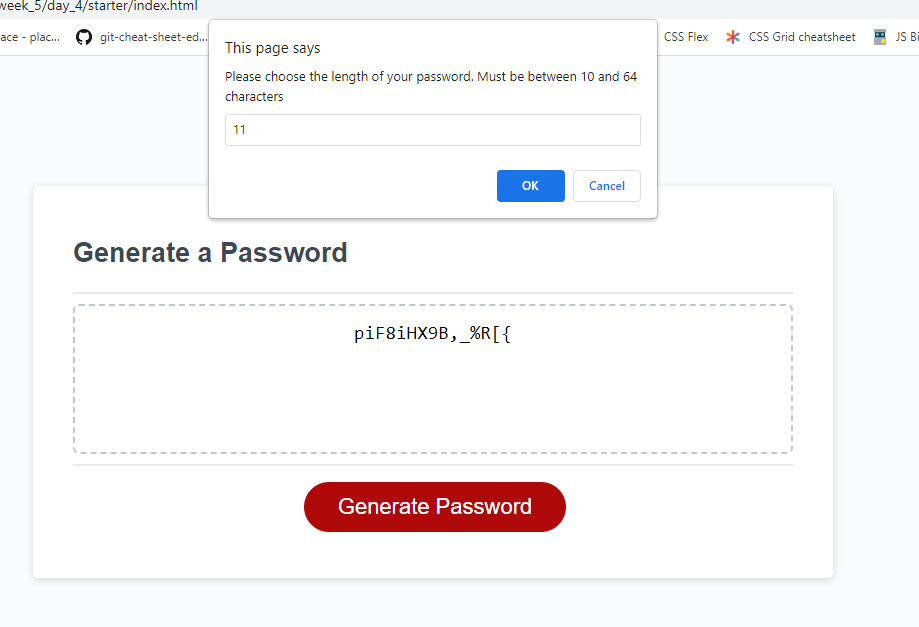 week_5/day_4/starter/index.html
ace - plac...
git-cheat-sheet-ed...
CSS Flex
CSS Grid cheatsheet
JS Bi
This page says
Please choose the length of your password. Must be between 10 and 64
characters
11
OK
Cancel
Generate a Password
piF8iHX9B,_%R[{
Generate Password